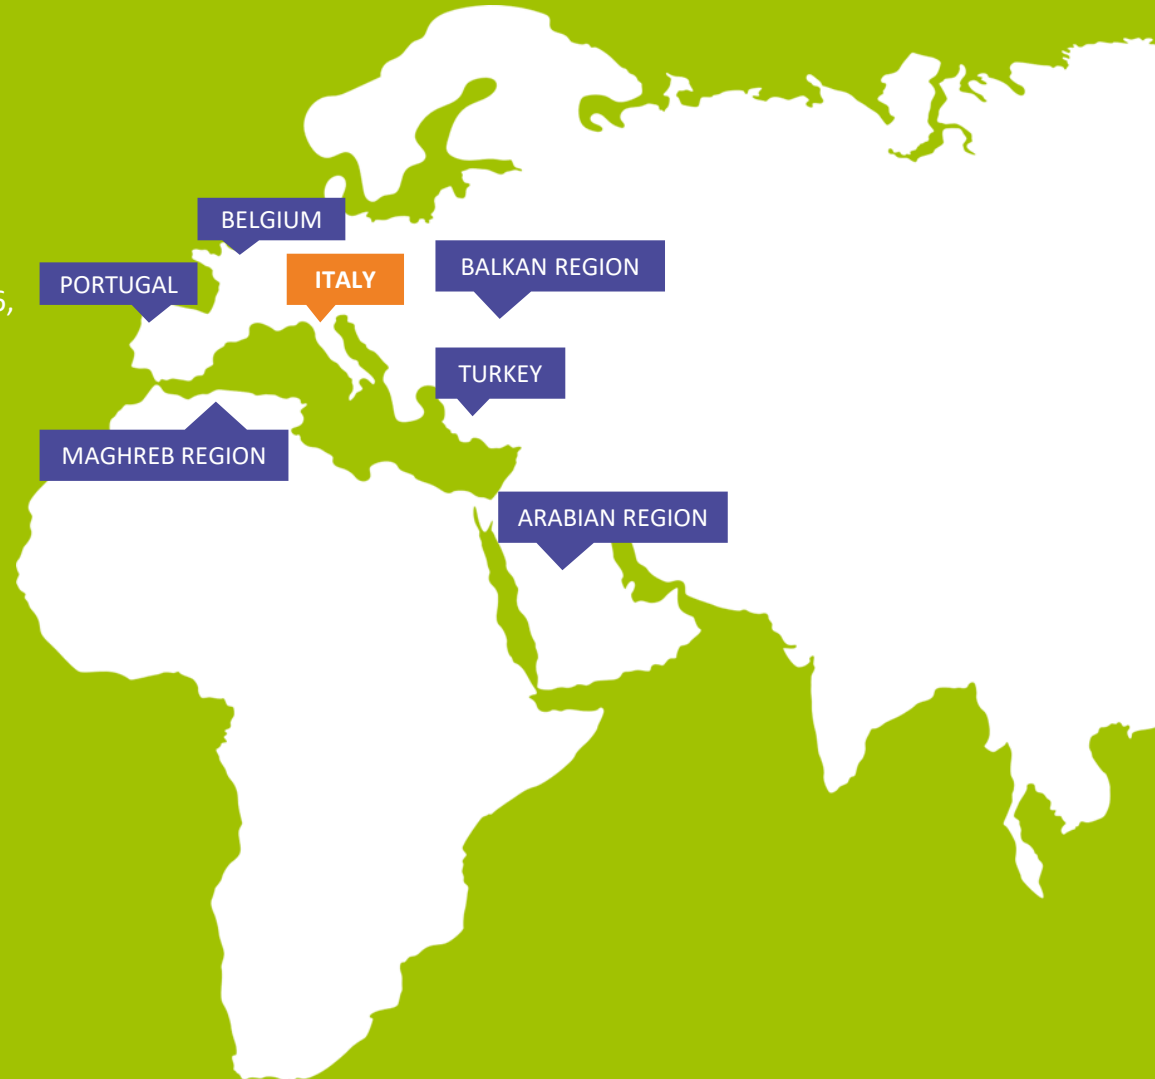 BELGIUM
BALKAN REGION
ITALY
PORTUGAL
TURKEY
MAGHREB REGION
ARABIAN REGION